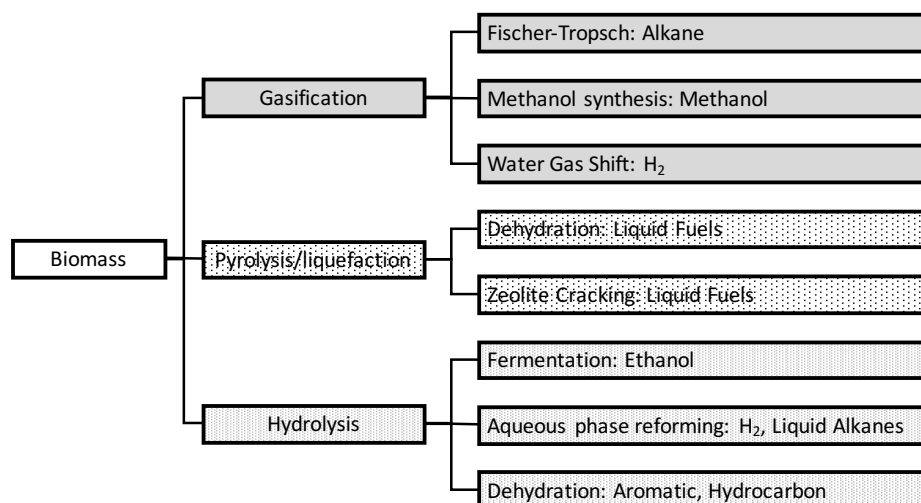 Fischer-Tropsch: Alkane
Gasification
Methanol synthesis: Methanol
Water Gas Shift: H₂
Dehydration: Liquid Fuels
Biomass
Pyrolysis/liquefaction
Zeolite Cracking: Liquid Fuels
Fermentation: Ethanol
Hydrolysis
Aqueous phase reforming: H₂, Liquid Alkanes
Dehydration: Aromatic, Hydrocarbon